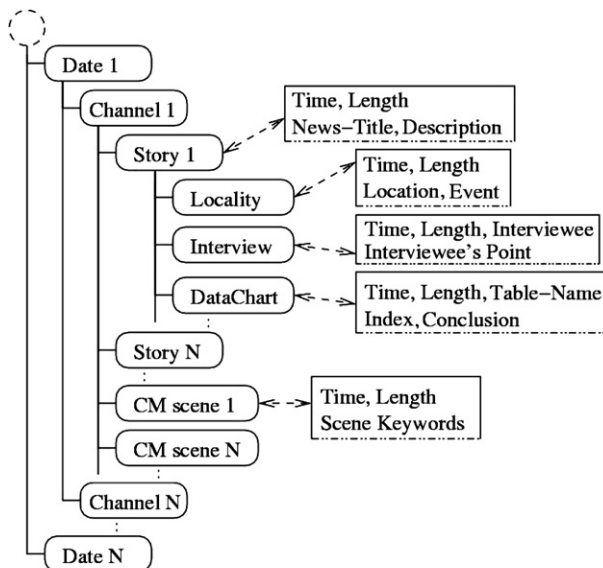 Date 1
Channel 1
Time, Length
News-Title, Description
Story 1
Time, Length
Location, Event
Locality
Time, Length, Interviewee
Interviewee's Point
Interview
Time, Length, Table-Name
Index, Conclusion
DataChart
Story N
CM scene 1
Time, Length
Scene Keywords
CM scene N
Channel N
Date N